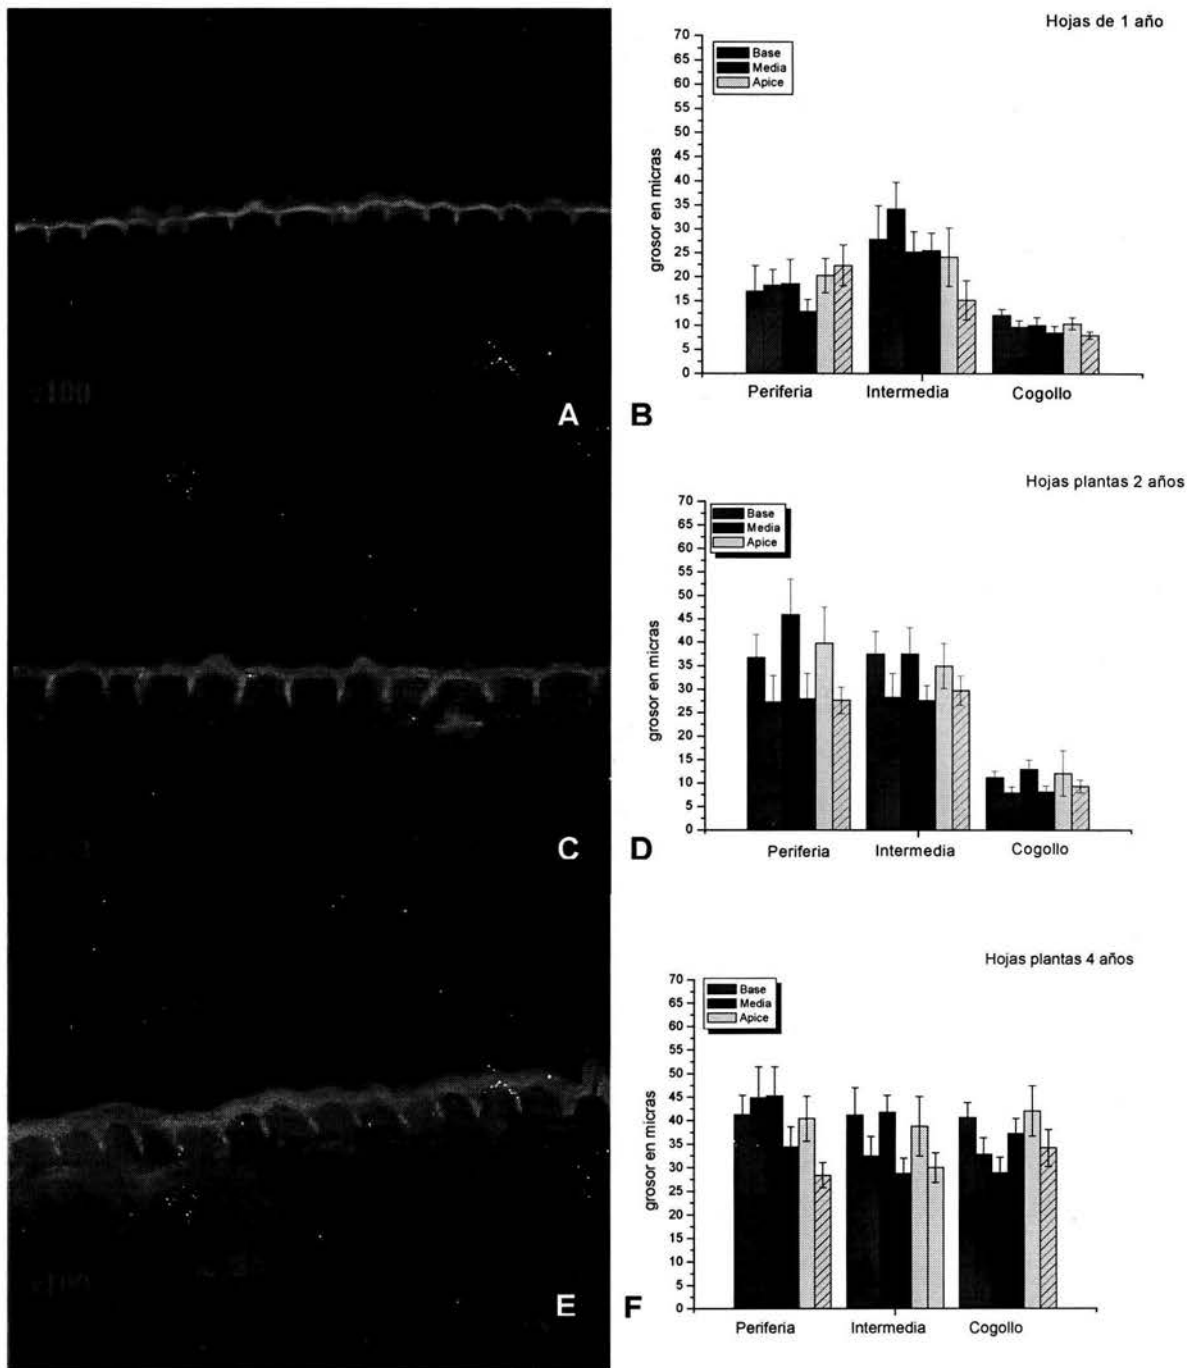 Hojas de 1 año
70
65
60
55
50
45
40
35
30
25
20
15
10
5
0
grosor en micras
Base
Media
Apice
Periferia
Intermedia
Cogollo
x100
A
B
Hojas plantas 2 años
70
65
60
55
50
45
40
35
30
25
20
15
10
5
0
grosor en micras
Base
Media
Apice
Periferia
Intermedia
Cogollo
C
D
Hojas plantas 4 años
70
65
60
55
50
45
40
35
30
25
20
15
10
5
0
grosor en micras
Base
Media
Apice
Periferia
Intermedia
Cogollo
x100
E
F